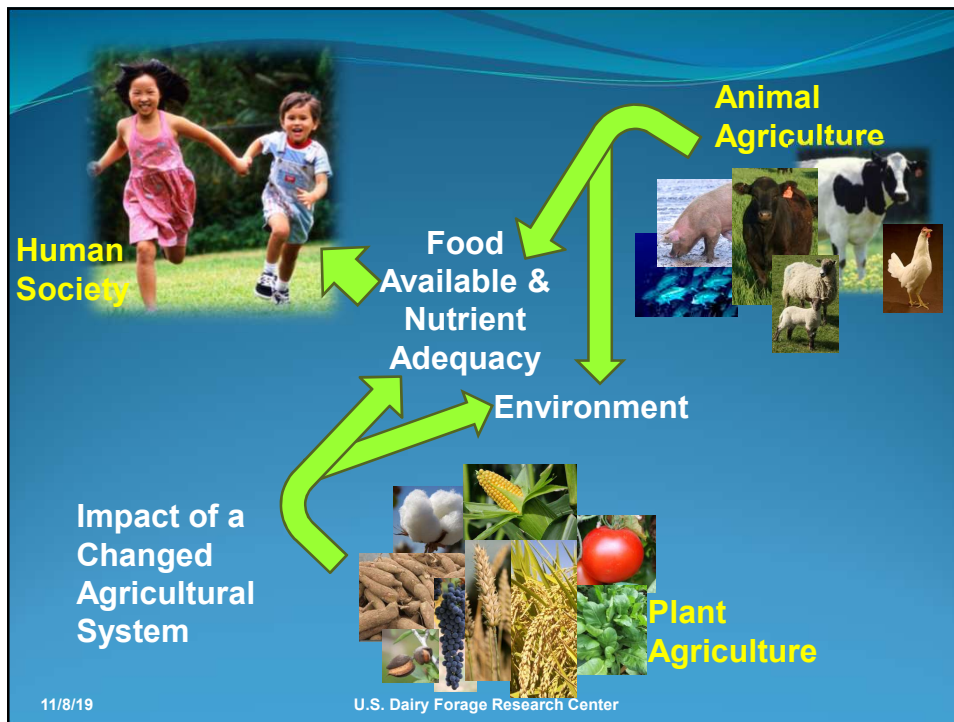 Animal
Agriculture
Human
Society
Food
Available &
Nutrient
Adequacy
Environment
Impact of a
Changed
Agricultural
System
Plant
Agriculture
11/8/19
U.S. Dairy Forage Research Center